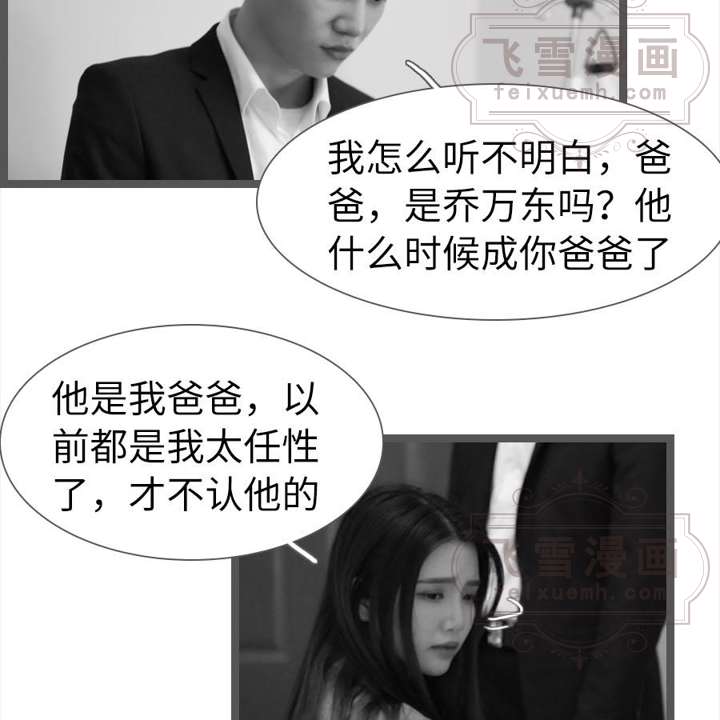 飞雪漫画
feixuemh.com
我怎么听不明白，爸
爸，是乔万东吗？他
什么时候成你爸爸了
他是我爸爸，以
前都是我太任性
了，才不认他的
飞雪漫画
feixuemh.com